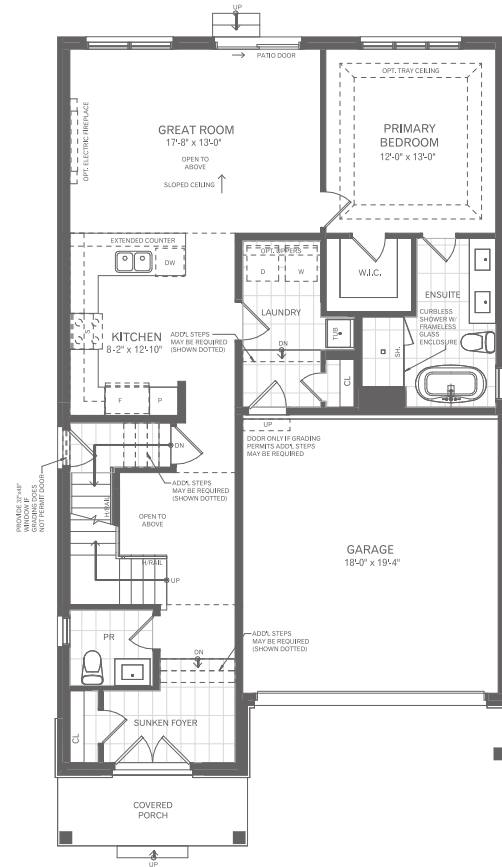 UP
PATIO DOOR
OPT. TRAY CEILING
GREAT ROOM
17'-8" x 13'-0"
OPEN TO
ABOVE
SLOPED CEILING
OPT. ELECTRIC FIREPLACE
PRIMARY
BEDROOM
12'-0" x 13'-0"
EXTENDED COUNTER
DW
OPT. UPPERS
D
W
W.I.C.
LAUNDRY
ENSUITE
CURBLESS
SHOWER W/
FRAMELESS
GLASS
ENCLOSURE
S
KITCHEN
8'-2" x 12'-10"
ADD'L STEPS
MAY BE REQUIRED
(SHOWN DOTTED)
DN
TUB
SH.
CL
F
P
UP
DOOR ONLY IF GRADING
PERMITS ADD'L STEPS
MAY BE REQUIRED
DN
PROVIDE 32"x48"
WINDOW IF
GRADING DOES
NOT PERMIT DOOR
H/RAIL
ADD'L STEPS
MAY BE REQUIRED
(SHOWN DOTTED)
OPEN TO
ABOVE
H/RAIL
UP
GARAGE
18'-0" x 19'-4"
PR
DN
ADD'L STEPS
MAY BE REQUIRED
(SHOWN DOTTED)
CL
SUNKEN FOYER
COVERED
PORCH
UP